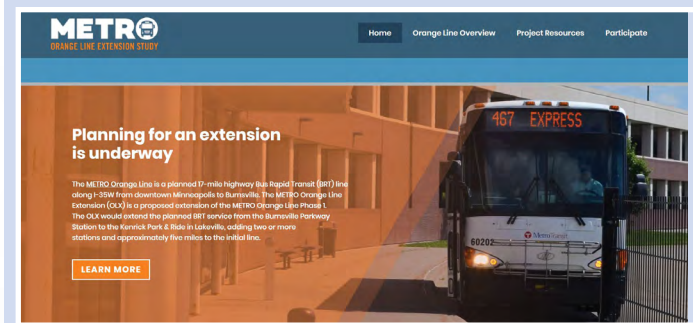 METRO
ORANGE LINE EXTENSION STUDY
Home Orange Line Overview Project Resources Participate
Planning for an extension
is underway
The METRO Orange Line is a planned 17-mile highway Bus Rapid Transit (BRT) line
along I-35W from downtown Minneapolis to Burnsville. The METRO Orange Line
Extension (OLX) is a proposed extension of the METRO Orange Line Phase 1.
The OLX would extend the planned BRT service from the Burnsville Parkway
Station to the Kenrick Park & Ride in Lakeville, adding two or more
stations and approximately five miles to the initial line.
LEARN MORE
467 EXPRESS
MetroTransit
60202